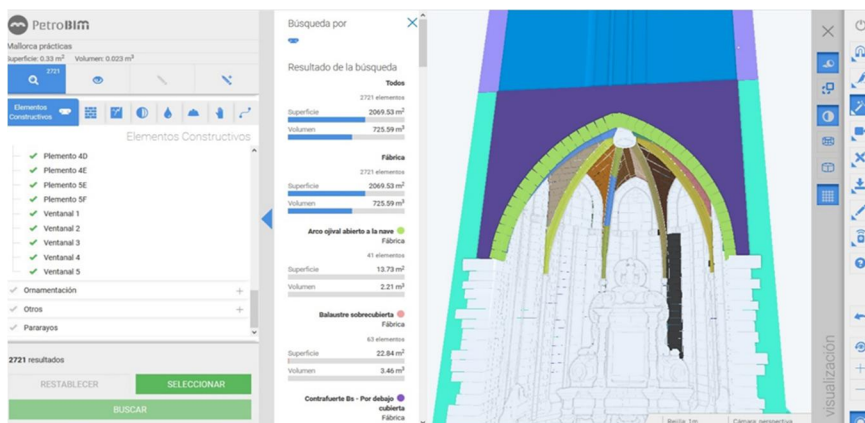 PetroBIM
Mallorca prácticas
Superficie: 0.33 m² Volumen: 0.023 m³
2721
Elementos
Constructivos
Elementos Constructivos
Plemento 4D
Plemento 4E
Plemento 5E
Plemento 5F
Ventanal 1
Ventanal 2
Ventanal 3
Ventanal 4
Ventanal 5
Ornamentación
Otros
Pararayos
2721 resultados
RESTABLECER
SELECCIONAR
BUSCAR
Búsqueda por
Resultado de la búsqueda
Todos
2721 elementos
Superficie 2069.53 m²
Volumen 725.59 m³
Fábrica
2721 elementos
Superficie 2069.53 m²
Volumen 725.59 m³
Arco ojival abierto a la nave
Fábrica
41 elementos
Superficie 13.73 m²
Volumen 2.21 m³
Balaustre sobrecubierta
Fábrica
63 elementos
Superficie 22.84 m²
Volumen 3.46 m³
Contrafuerte Bs - Por debajo
cubierta
Fábrica
Rejilla 1m
Cámara perspectiva
visualización